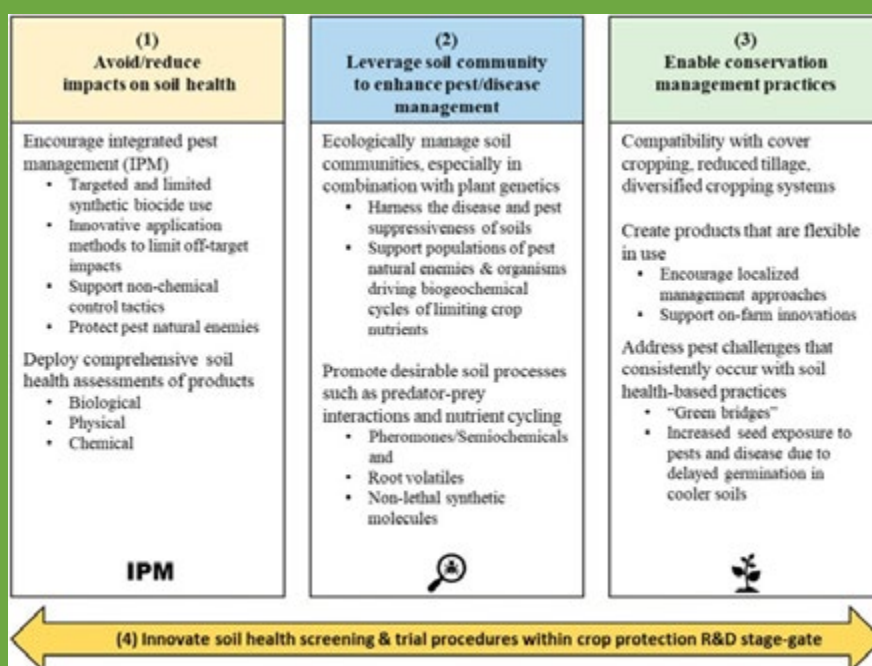 (1)
Avoid/reduce
impacts on soil health
Encourage integrated pest
management (IPM)
• Targeted and limited
synthetic biocide use
• Innovative application
methods to limit off-target
impacts
• Support non-chemical
control tactics
• Protect pest natural enemies
Deploy comprehensive soil
health assessments of products
• Biological
• Physical
• Chemical
IPM
(2)
Leverage soil community
to enhance pest/disease
management
Ecologically manage soil
communities, especially in
combination with plant genetics
• Harness the disease and pest
suppressiveness of soils
• Support populations of pest
natural enemies & organisms
driving biogeochemical
cycles of limiting crop
nutrients
Promote desirable soil processes
such as predator-prey
interactions and nutrient cycling
• Pheromones/Semiochemicals
and
• Root volatiles
• Non-lethal synthetic
molecules
(3)
Enable conservation
management practices
Compatibility with cover
cropping, reduced tillage,
diversified cropping systems
Create products that are flexible
in use
• Encourage localized
management approaches
• Support on-farm innovations
Address pest challenges that
consistently occur with soil
health-based practices
• “Green bridges”
• Increased seed exposure to
pests and disease due to
delayed germination in
cooler soils
(4) Innovate soil health screening & trial procedures within crop protection R&D stage-gate